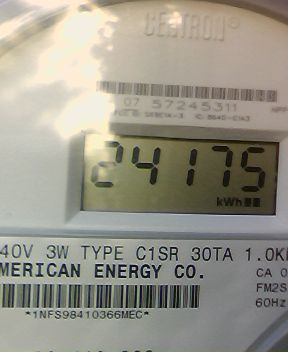 CENTRON®
07 57245311
24175
kWh
40V 3W TYPE C1SR 30TA 1.0K
MERICAN ENERGY CO.
CA 0
FM2S
60Hz
*1NFS98410366MEC*